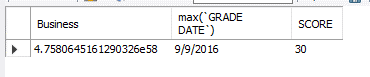 Business max(`GRADE
DATE`) SCORE
4.7580645161290326e58 9/9/2016 30